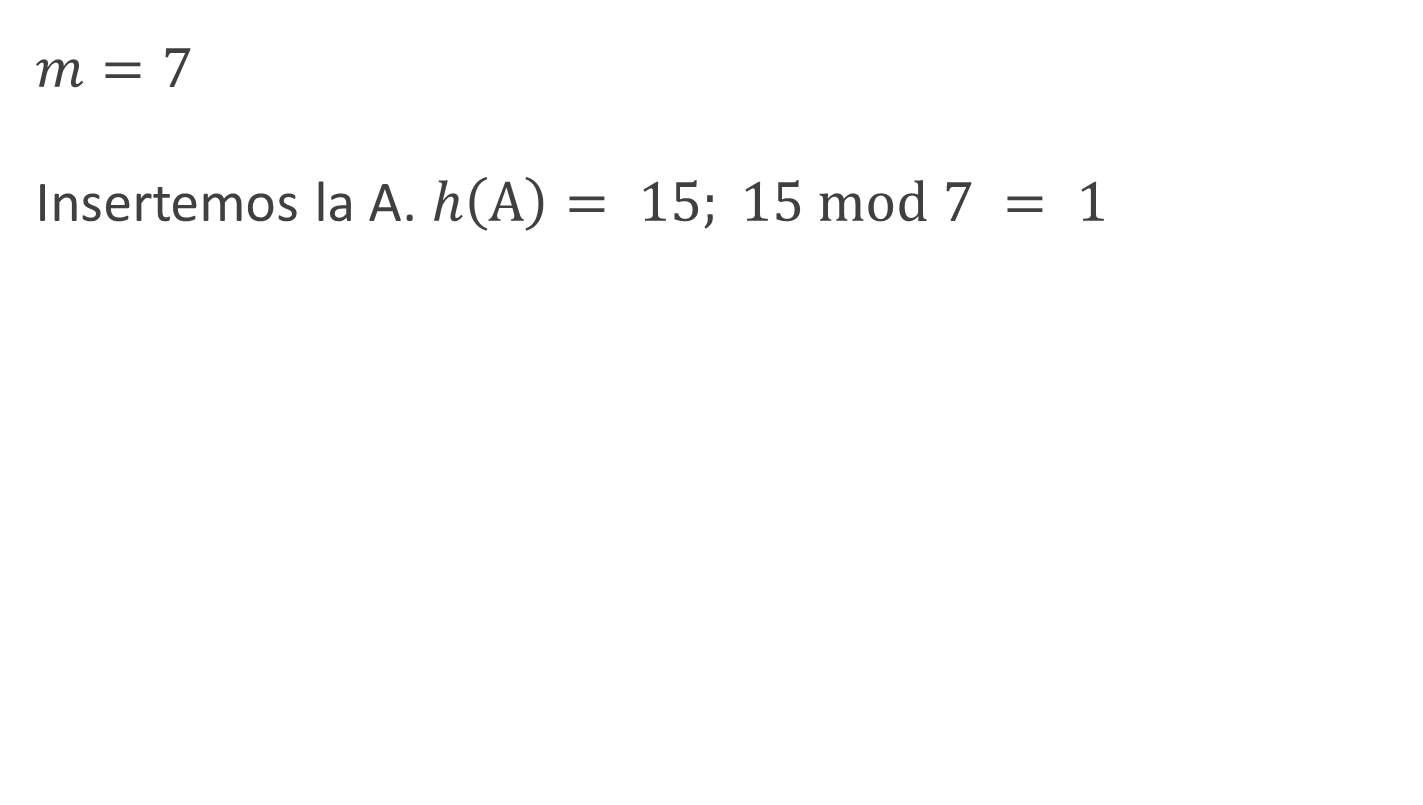 𝑚 = 7
Insertemos la A. ℎ(A) = 15; 15 mod 7 = 1